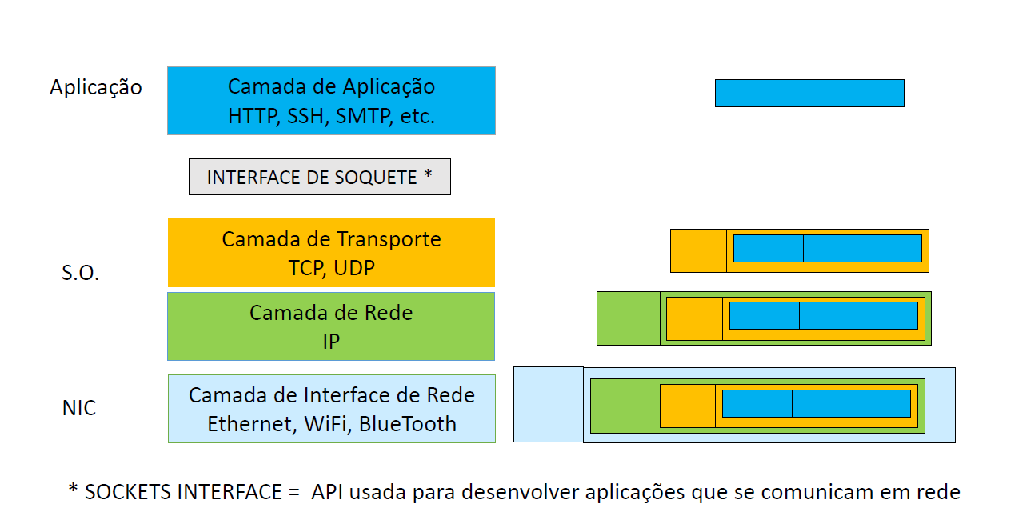 Aplicação
Camada de Aplicação
HTTP, SSH, SMTP, etc.
INTERFACE DE SOQUETE *
Camada de Transporte
TCP, UDP
S.O.
Camada de Rede
IP
Camada de Interface de Rede
NIC
Ethernet, WiFi, BlueTooth
* SOCKETS INTERFACE = API usada para desenvolver aplicações que se comunicam em rede